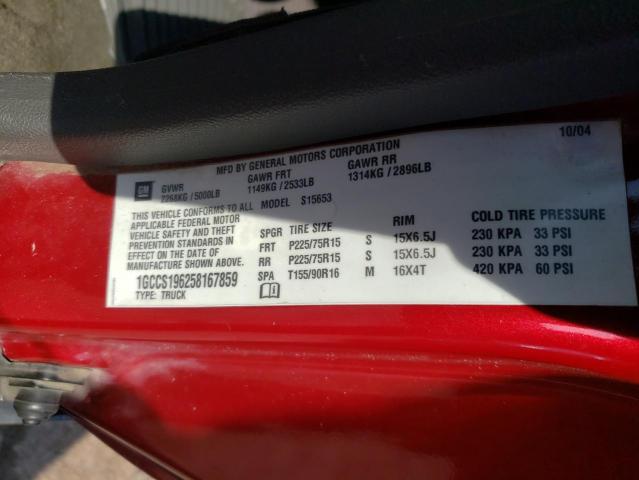 10/04
MFD BY GENERAL MOTORS CORPORATION
GM
GVWR GAWR FRT GAWR RR
2268KG / 5000LB 1149KG / 2533LB 1314KG / 2896LB
THIS VEHICLE CONFORMS TO ALL MODEL S15653
APPLICABLE FEDERAL MOTOR
VEHICLE SAFETY AND THEFT
PREVENTION STANDARDS IN
EFFECT ON THE DATE OF
MANUFACTURE SHOWN ABOVE.
1GCCS196258167859
TYPE: TRUCK
SPGR TIRE SIZE RIM COLD TIRE PRESSURE
FRT P225/75R15 S 15X6.5J 230 KPA 33 PSI
RR P225/75R15 S 15X6.5J 230 KPA 33 PSI
SPA T155/90R16 M 16X4T 420 KPA 60 PSI